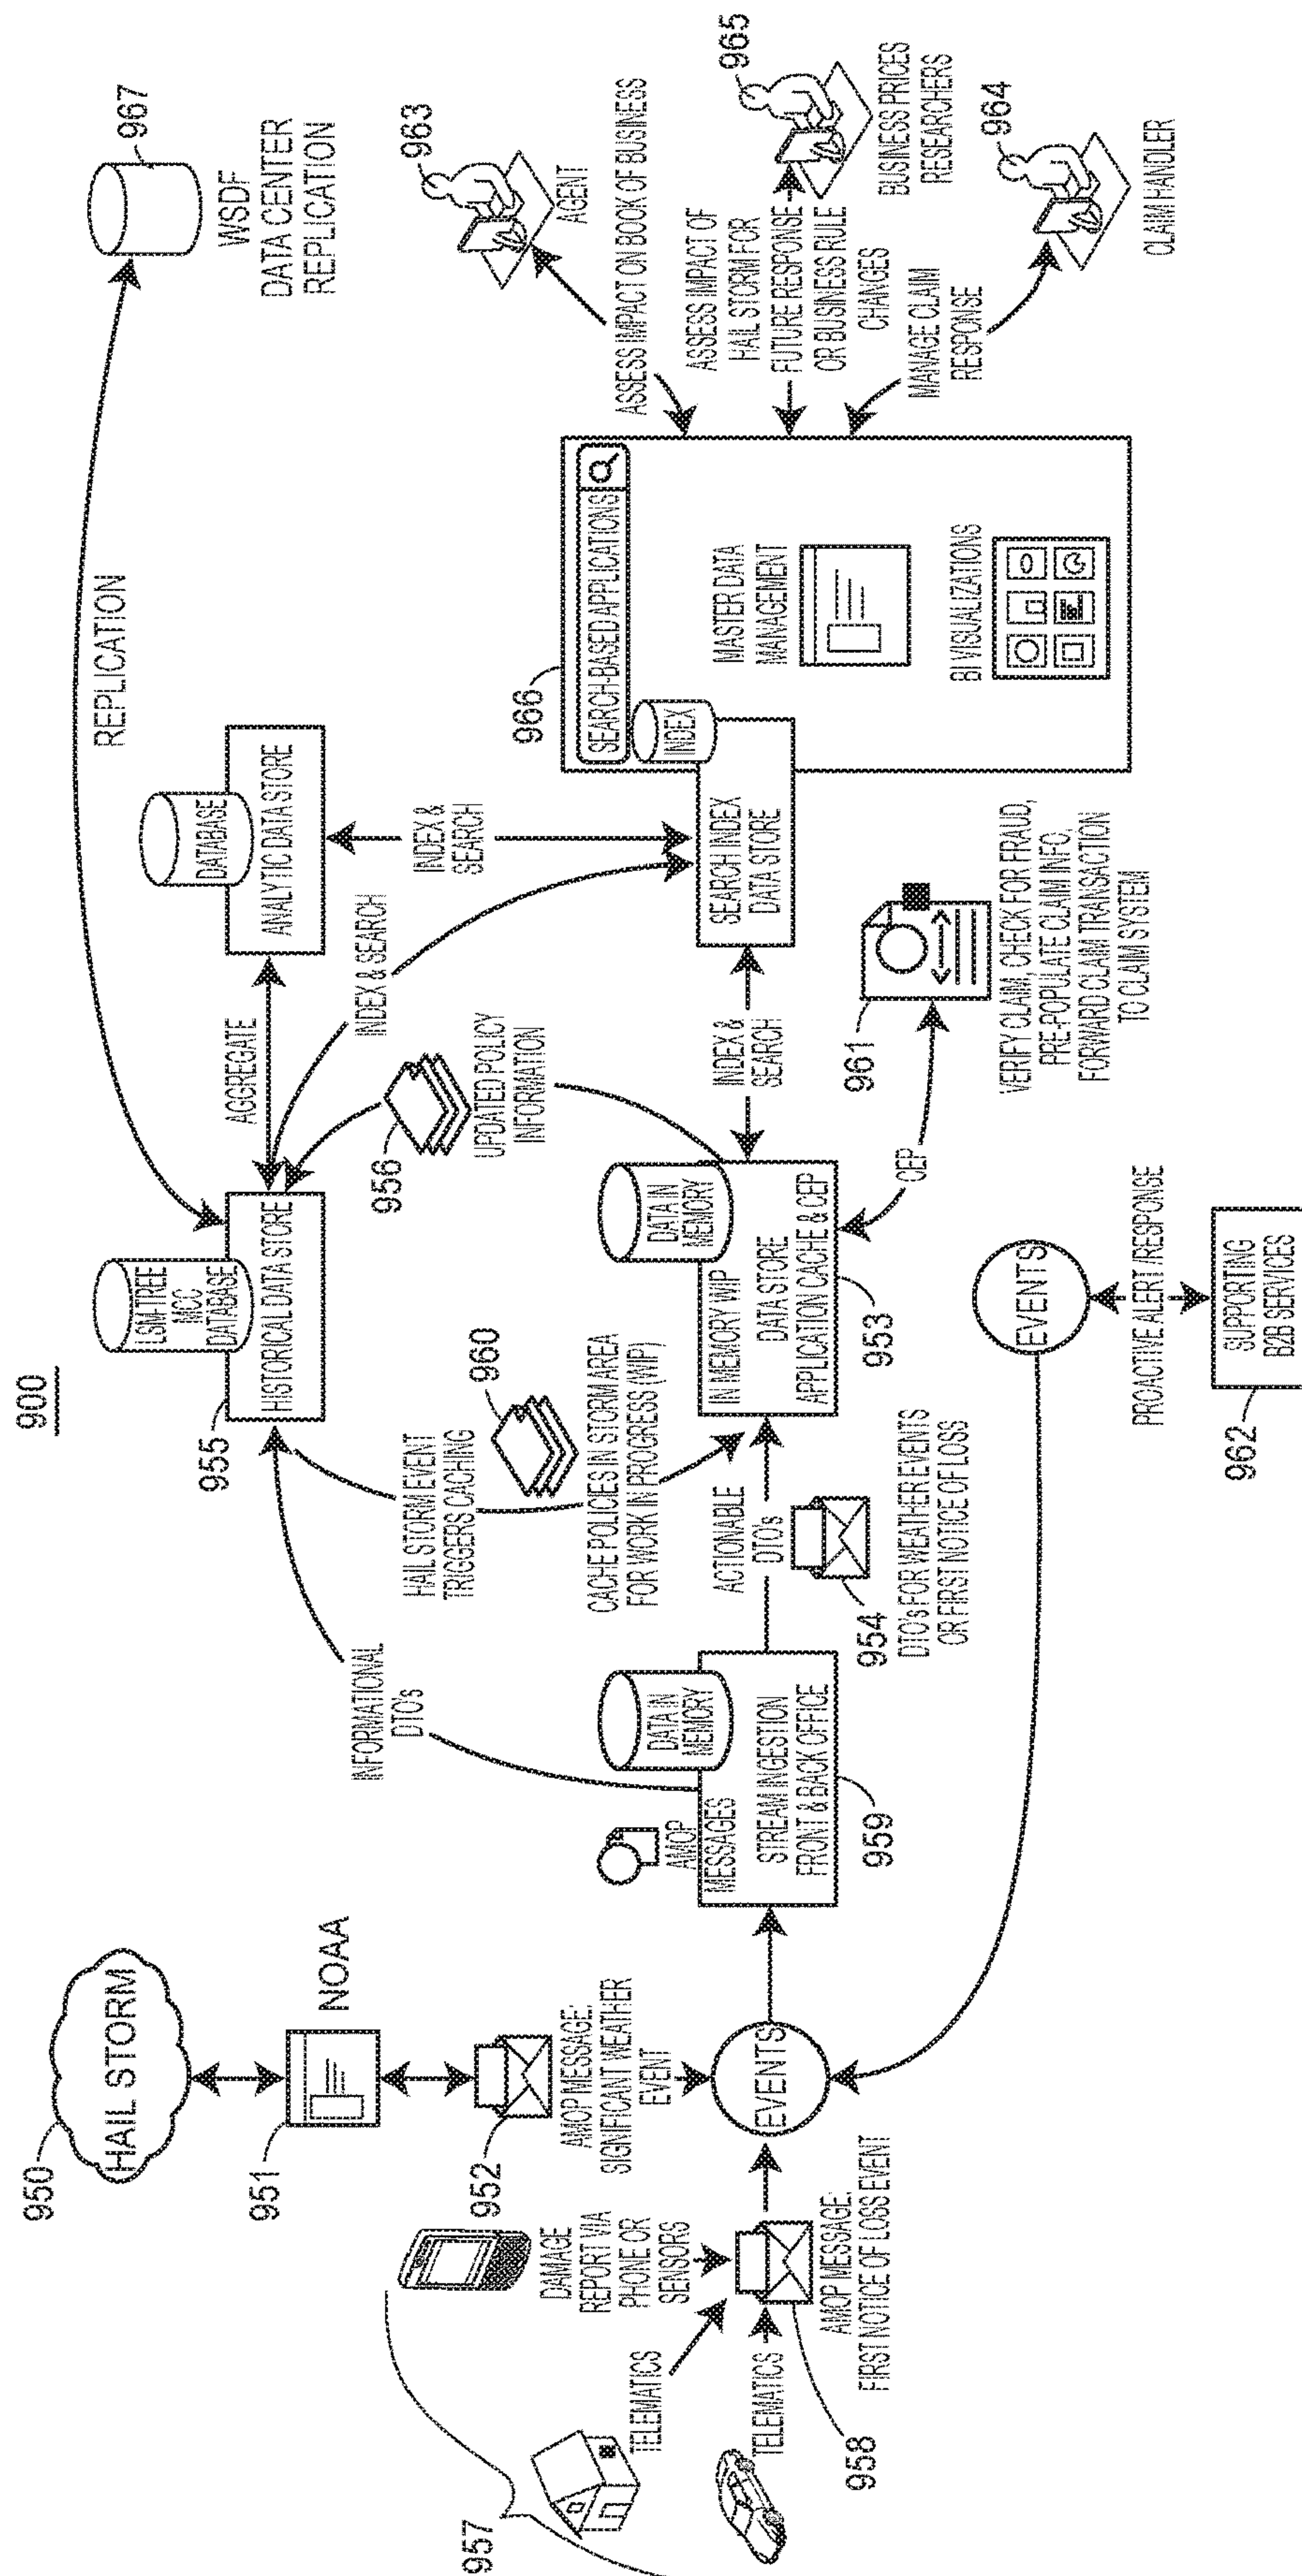 900
950
HAIL STORM
951
NOAA
952
AMOP MESSAGE:
SIGNIFICANT WEATHER
EVENT
957
DAMAGE
REPORT VIA
PHONE OR
SENSORS
TELEMATICS
TELEMATICS
958
AMOP MESSAGE:
FIRST NOTICE OF LOSS EVENT
EVENTS
AMOP
MESSAGES
DATA IN
MEMORY
STREAM INGESTION
FRONT & BACK OFFICE
959
INFORMATIONAL
DTO's
HAIL STORM EVENT
TRIGGERS CACHING
960
CACHE POLICIES IN STORM AREA
FOR WORK IN PROGRESS (WIP)
ACTIONABLE
DTO's
954
DTO's FOR WEATHER EVENTS
OR FIRST NOTICE OF LOSS
LSM-TREE
MCC
DATABASE
HISTORICAL DATA STORE
955
956
UPDATED POLICY
INFORMATION
DATA IN
MEMORY
IN MEMORY WIP
DATA STORE
APPLICATION CACHE & CEP
953
EVENTS
PROACTIVE ALERT /RESPONSE
SUPPORTING
B2B SERVICES
962
CEP
961
VERIFY CLAIM, CHECK FOR FRAUD,
PRE-POPULATE CLAIM INFO,
FORWARD CLAIM TRANSACTION
TO CLAIM SYSTEM
AGGREGATE
INDEX & SEARCH
DATABASE
ANALYTIC DATA STORE
INDEX &
SEARCH
INDEX &
SEARCH
SEARCH INDEX
DATA STORE
INDEX
966
SEARCH-BASED APPLICATIONS
MASTER DATA
MANAGEMENT
BI VISUALIZATIONS
REPLICATION
967
WSDF
DATA CENTER
REPLICATION
963
AGENT
ASSESS IMPACT ON BOOK OF BUSINESS
ASSESS IMPACT OF
HAIL STORM FOR
FUTURE RESPONSE
OR BUSINESS RULE
CHANGES
965
BUSINESS PRICES
RESEARCHERS
MANAGE CLAIM
RESPONSE
964
CLAIM HANDLER